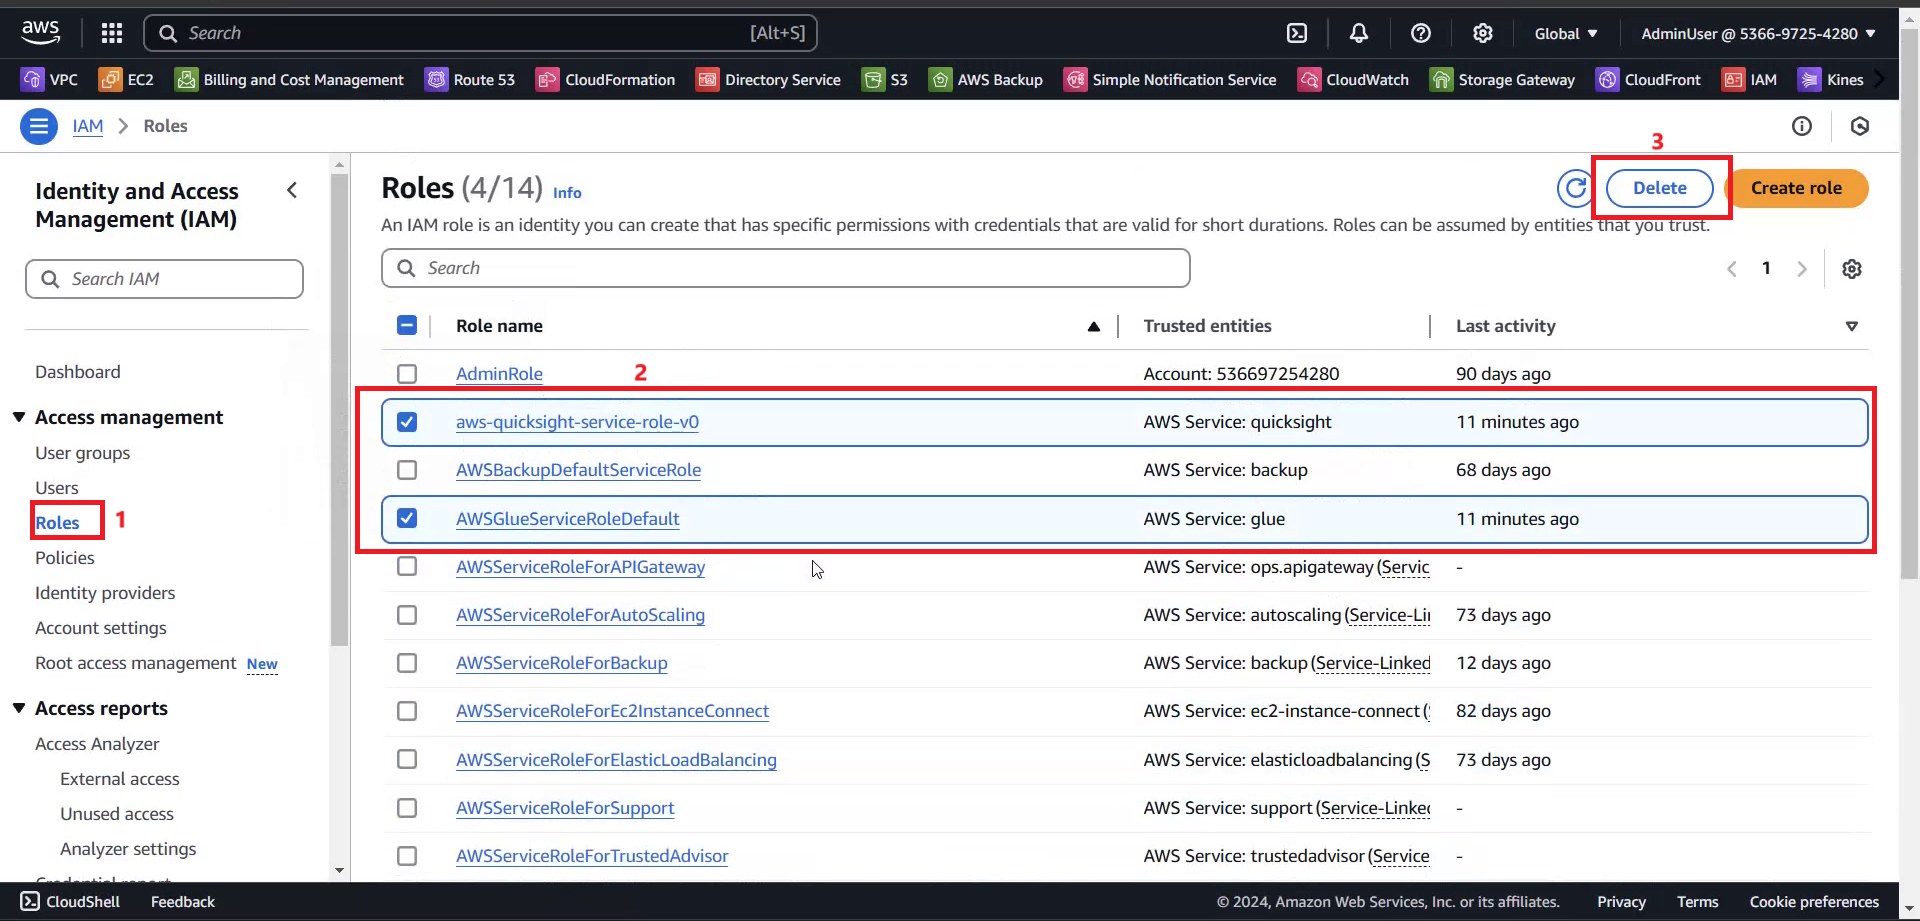 aws
Search [Alt+S]
Global
AdminUser @ 5366-9725-4280
VPC EC2 Billing and Cost Management Route 53 CloudFormation Directory Service S3 AWS Backup Simple Notification Service CloudWatch Storage Gateway CloudFront IAM Kines
IAM Roles
Identity and Access
Management (IAM)
Search IAM
Dashboard
Access management
User groups
Users
Roles 1
Policies
Identity providers
Account settings
Root access management New
Access reports
Access Analyzer
External access
Unused access
Analyzer settings
Credential report
3
Roles (4/14) Info
Delete
Create role
An IAM role is an identity you can create that has specific permissions with credentials that are valid for short durations. Roles can be assumed by entities that you trust.
Search
1
Role name Trusted entities Last activity
AdminRole 2 Account: 536697254280 90 days ago
aws-quicksight-service-role-v0 AWS Service: quicksight 11 minutes ago
AWSBackupDefaultServiceRole AWS Service: backup 68 days ago
AWSGlueServiceRoleDefault AWS Service: glue 11 minutes ago
AWSServiceRoleForAPIGateway AWS Service: ops.apigateway (Servic -
AWSServiceRoleForAutoScaling AWS Service: autoscaling (Service-Li 73 days ago
AWSServiceRoleForBackup AWS Service: backup (Service-Linked 12 days ago
AWSServiceRoleForEc2InstanceConnect AWS Service: ec2-instance-connect ( 82 days ago
AWSServiceRoleForElasticLoadBalancing AWS Service: elasticloadbalancing (S 73 days ago
AWSServiceRoleForSupport AWS Service: support (Service-Linke -
AWSServiceRoleForTrustedAdvisor AWS Service: trustedadvisor (Service -
CloudShell Feedback © 2024, Amazon Web Services, Inc. or its affiliates. Privacy Terms Cookie preferences